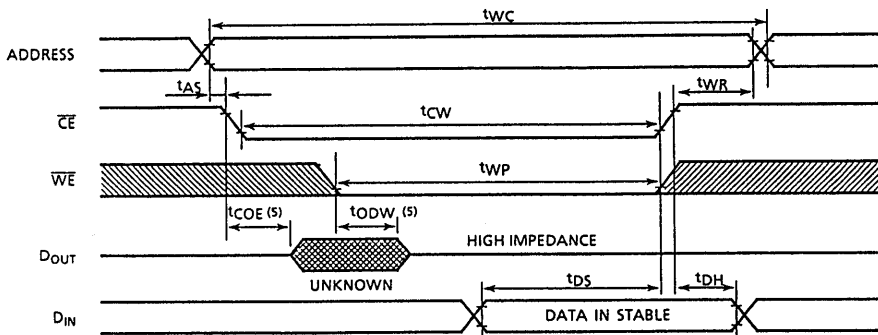 tWC
ADDRESS
tAS
tWR
CE
tCW
WE
tWP
tCOE (5)
tODW (5)
DOUT
HIGH IMPEDANCE
UNKNOWN
tDS
tDH
DIN
DATA IN STABLE